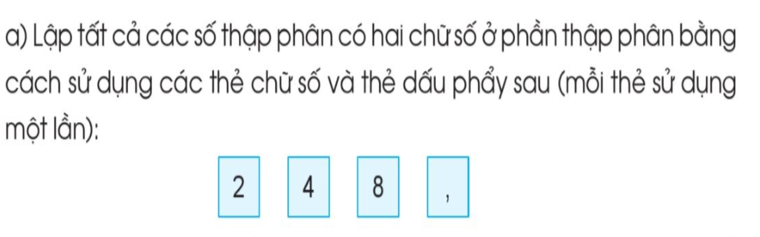 a) Lập tất cả các số thập phân có hai chữ số ở phần thập phân bằng
cách sử dụng các thẻ chữ số và thẻ dấu phẩy sau (mỗi thẻ sử dụng
một lần):
2 4 8 ,